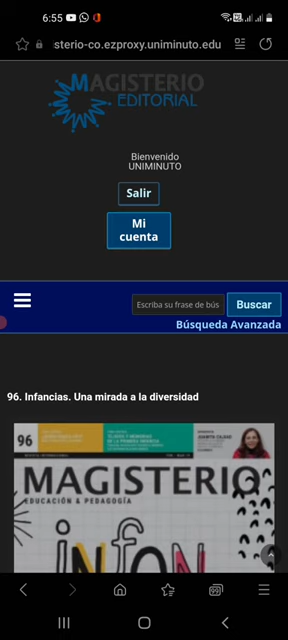 6:55
sterio-co.ezproxy.uniminuto.edu
MAGISTERIO
EDITORIAL
Bienvenido
UNIMINUTO
Salir
Mi
cuenta
Escriba su frase de bús
Buscar
Búsqueda Avanzada
96. Infancias. Una mirada a la diversidad
96
MAGISTERIO
EDUCACIÓN & PEDAGOGÍA
infan